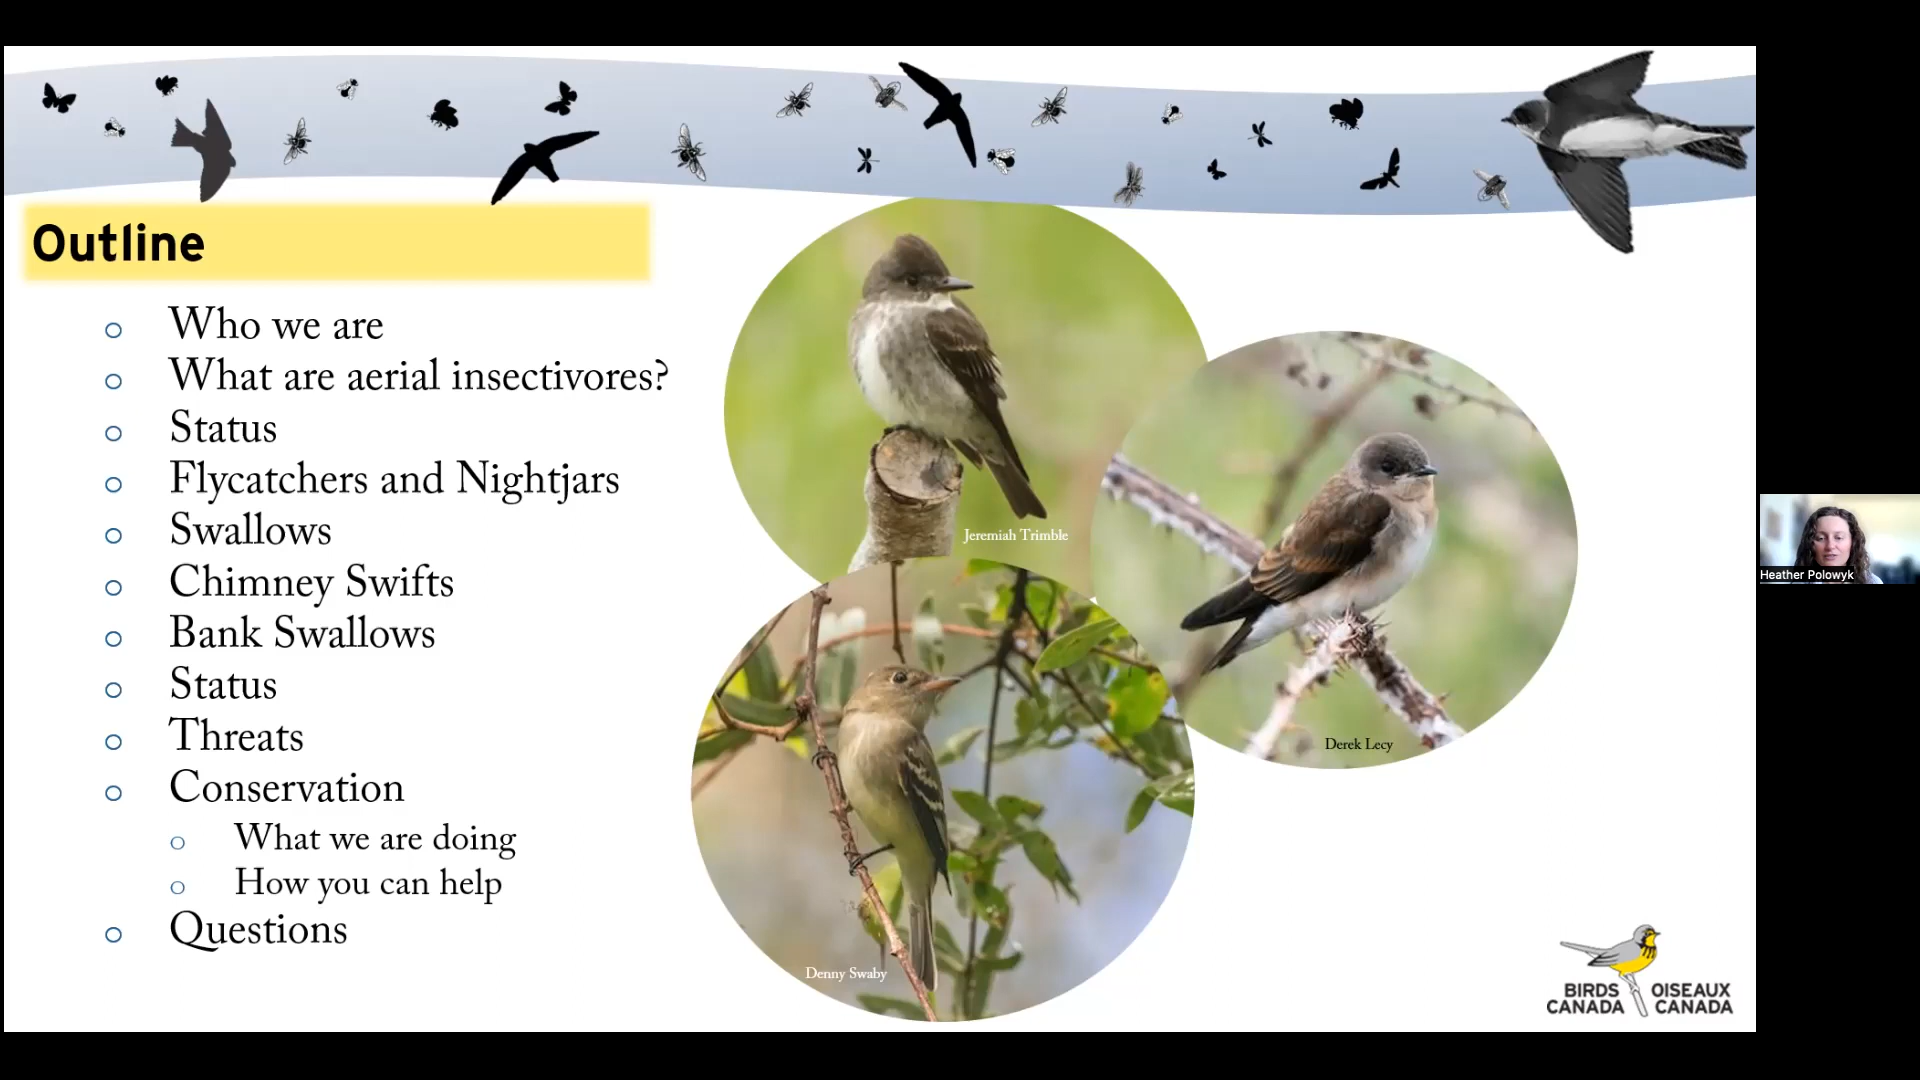 Outline
Who we are
What are aerial insectivores?
Status
Flycatchers and Nightjars
Swallows
Chimney Swifts
Bank Swallows
Status
Threats
Conservation
What we are doing
How you can help
Questions
Jeremiah Trimble
Derek Lecy
Denny Swaby
Heather Polowyk
BIRDS CANADA
OISEAUX CANADA